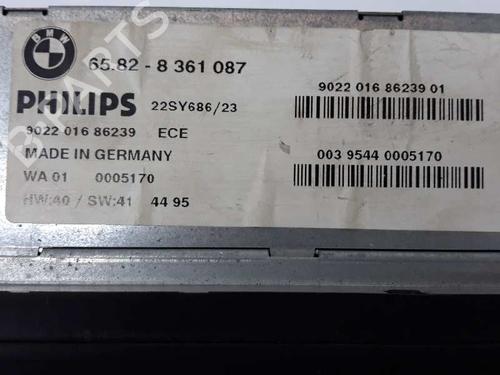 BMW
65.82 - 8 361 087
PHILIPS 22SY686/23
9022 016 86239 ECE
MADE IN GERMANY
WA 01 0005170
HW:40 / SW:41 44 95
9022 016 86239 01
003 9544 0005170
B-PARTS